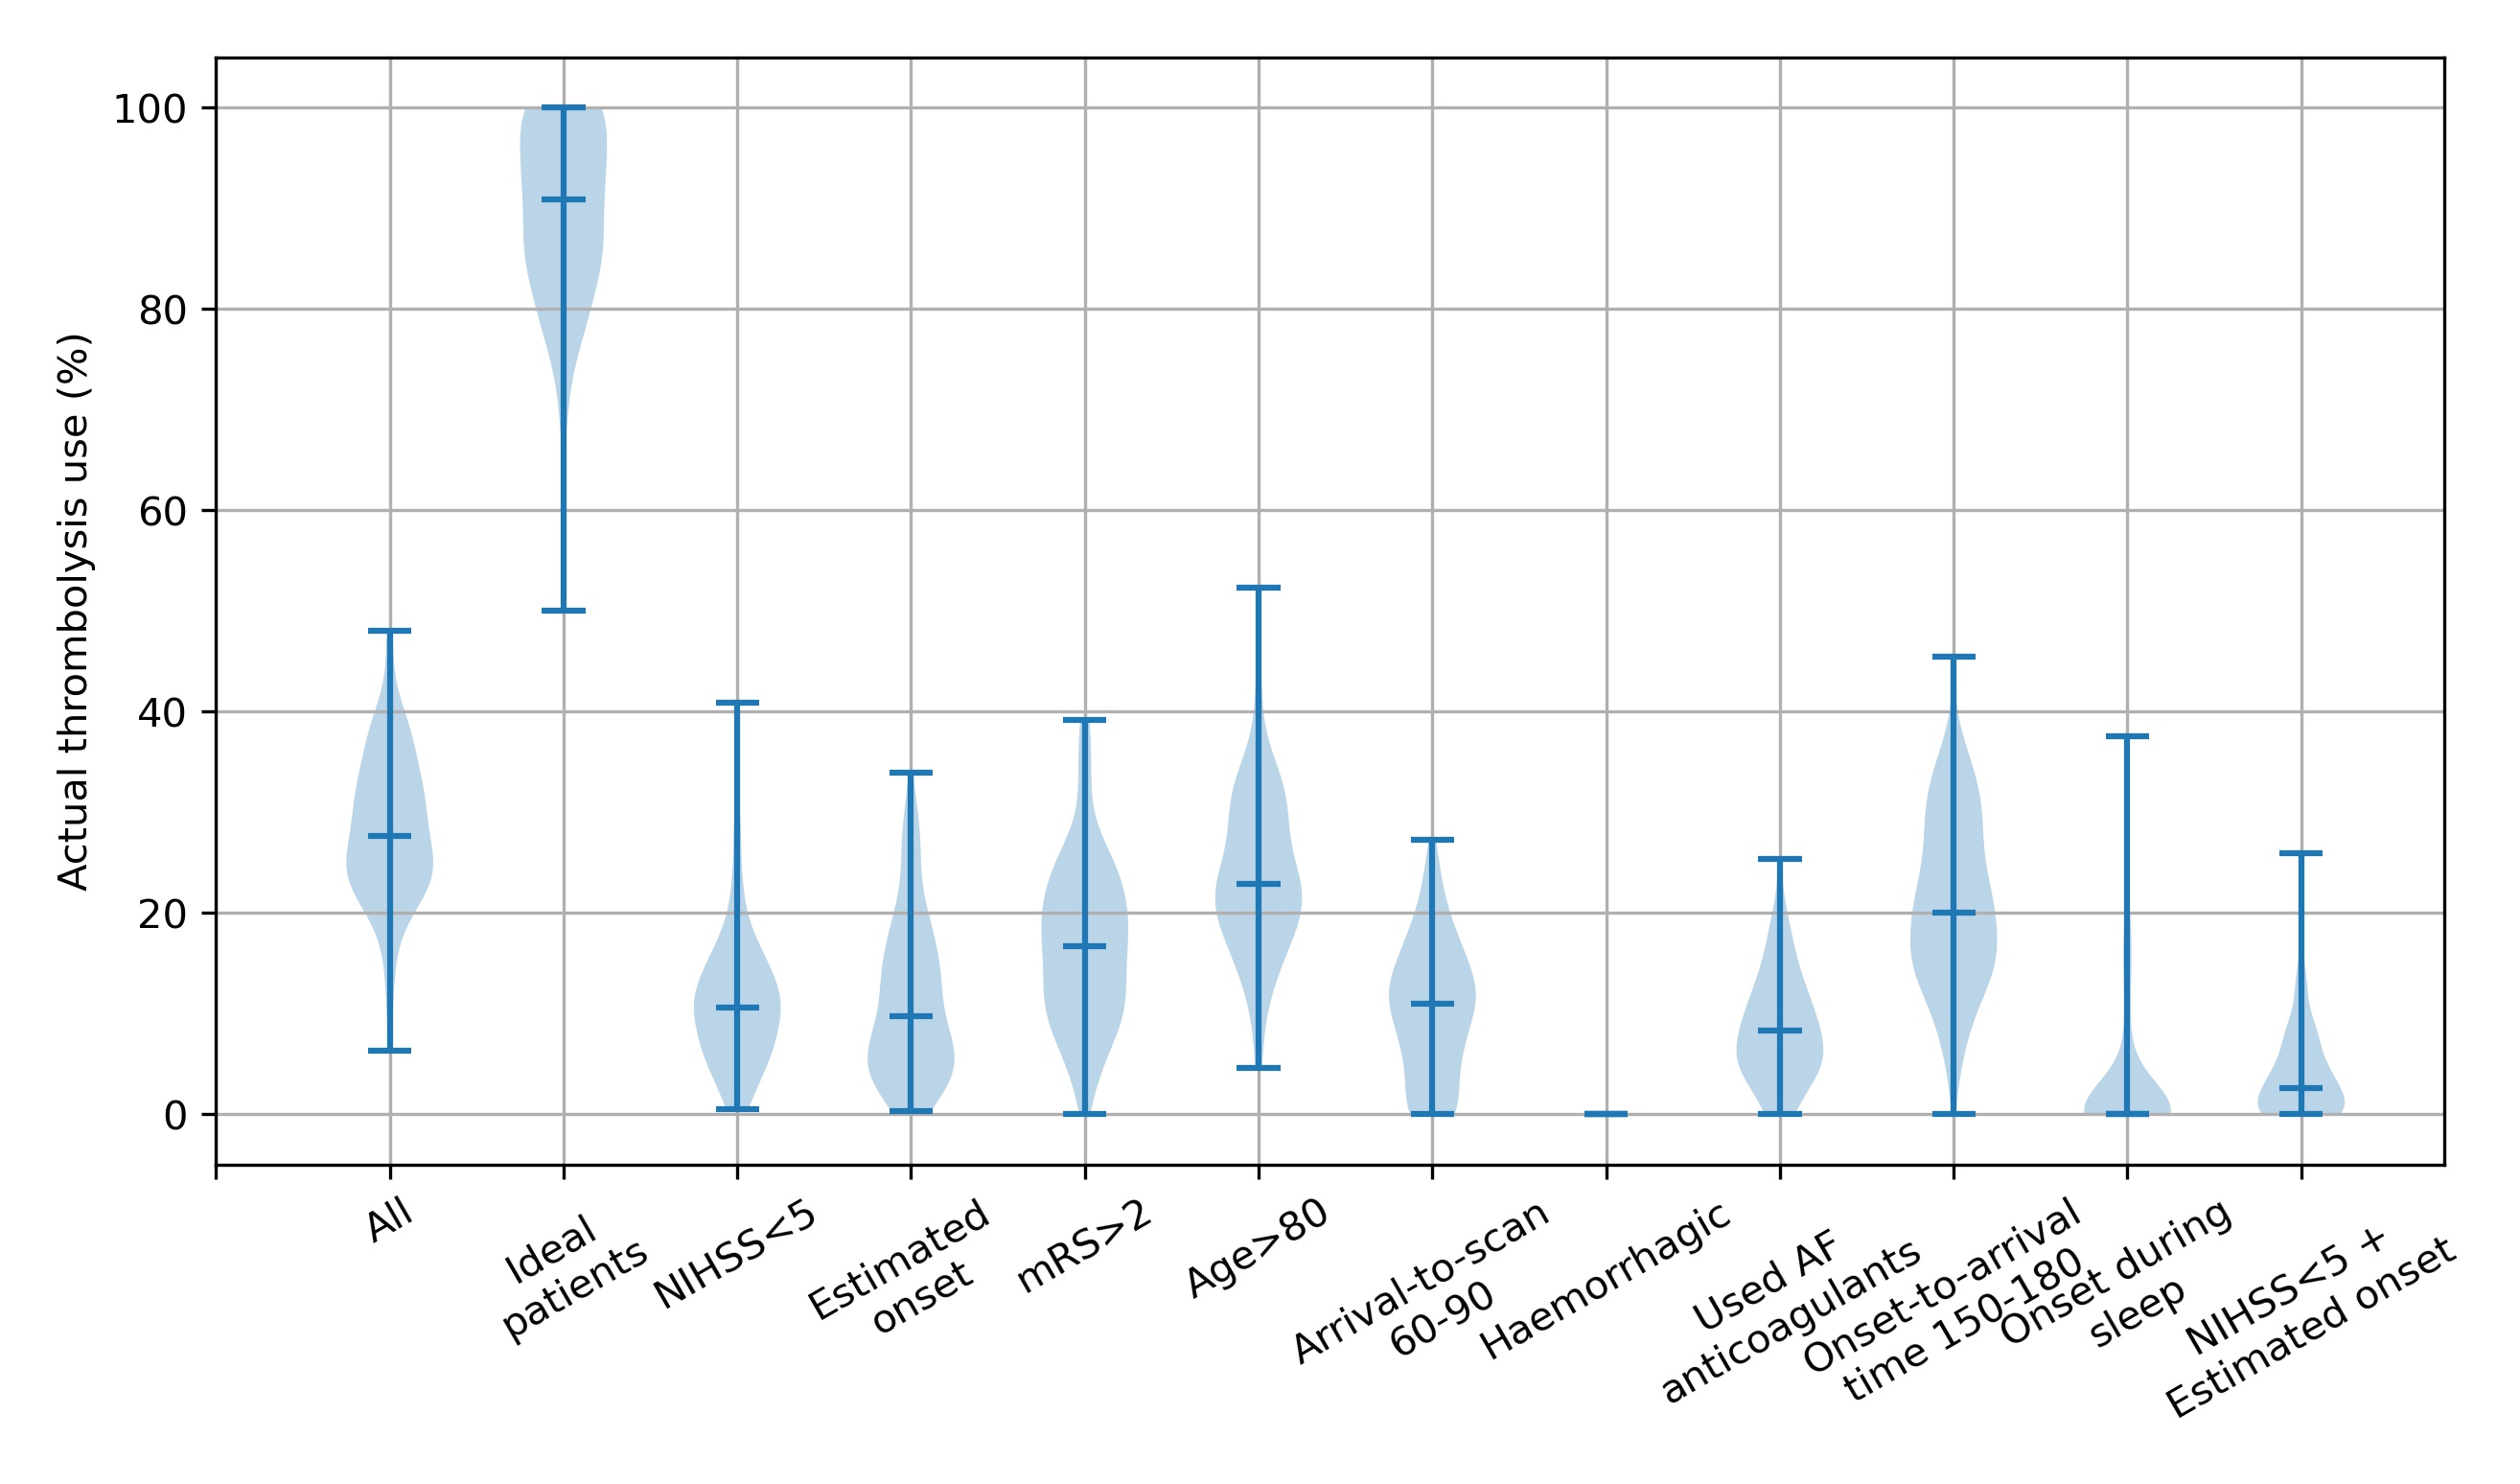 Actual thrombolysis use (%)
100
80
60
40
20
0
All
Ideal
patients
NIHSS<5
Estimated
onset
mRS>2
Age>80
Arrival-to-scan
60-90
Haemorrhagic
Used AF
anticoagulants
Onset-to-arrival
time 150-180
Onset during
sleep
NIHSS<5 +
Estimated onset